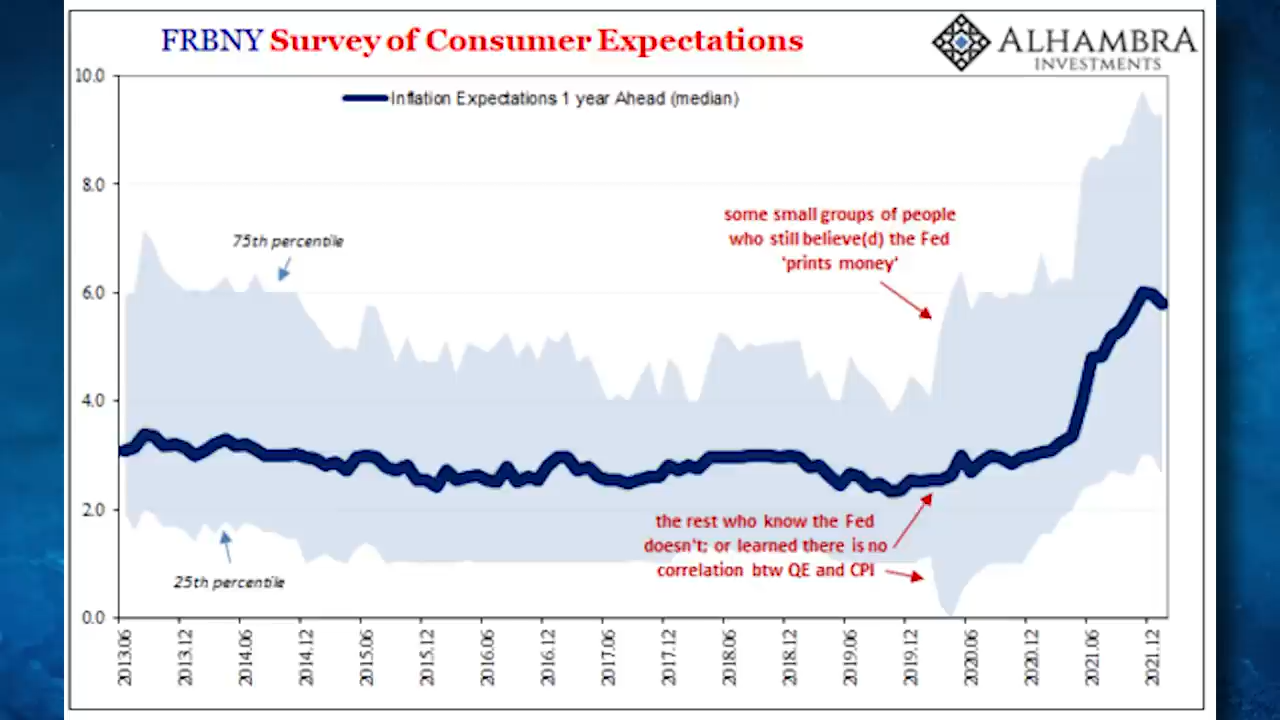 FRBNY Survey of Consumer Expectations
ALHAMBRA
INVESTMENTS
10.0
Inflation Expectations 1 year Ahead (median)
8.0
some small groups of people
who still believe(d) the Fed
'prints money'
75th percentile
6.0
4.0
2.0
the rest who know the Fed
doesn't; or learned there is no
correlation btw QE and CPI
25th percentile
0.0
2013.06
2013.12
2014.06
2014.12
2015.06
2015.12
2016.06
2016.12
2017.06
2017.12
2018.06
2018.12
2019.06
2019.12
2020.06
2020.12
2021.06
2021.12